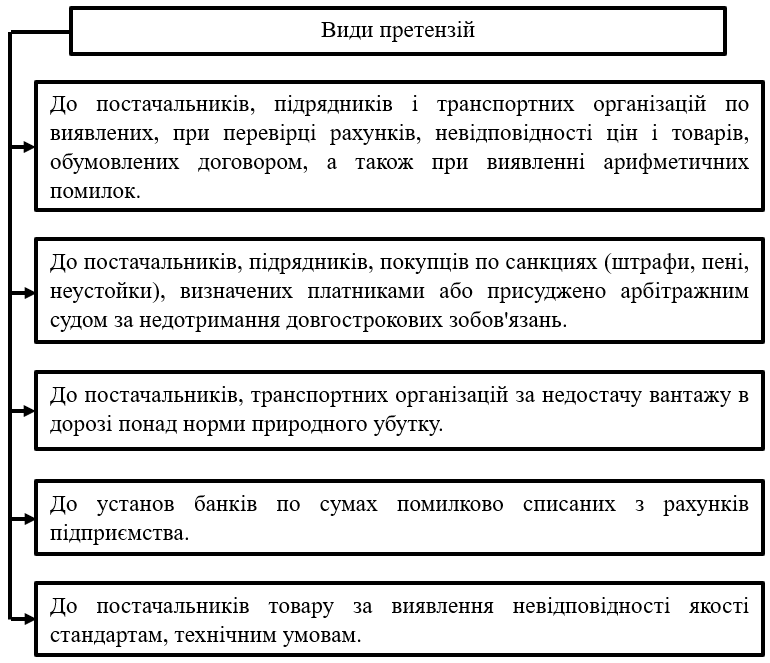 Види претензій
До постачальників, підрядників і транспортних організацій по
виявлених, при перевірці рахунків, невідповідності цін і товарів,
обумовлених договором, а також при виявленні арифметичних
помилок.
До постачальників, підрядників, покупців по санкциях (штрафи, пені,
неустойки), визначених платниками або присуджено арбітражним
судом за недотримання довгострокових зобов'язань.
До постачальників, транспортних організацій за недостачу вантажу в
дорозі понад норми природного убутку.
До установ банків по сумах помилково списаних з рахунків
підприємства.
До постачальників товару за виявлення невідповідності якості
стандартам, технічним умовам.